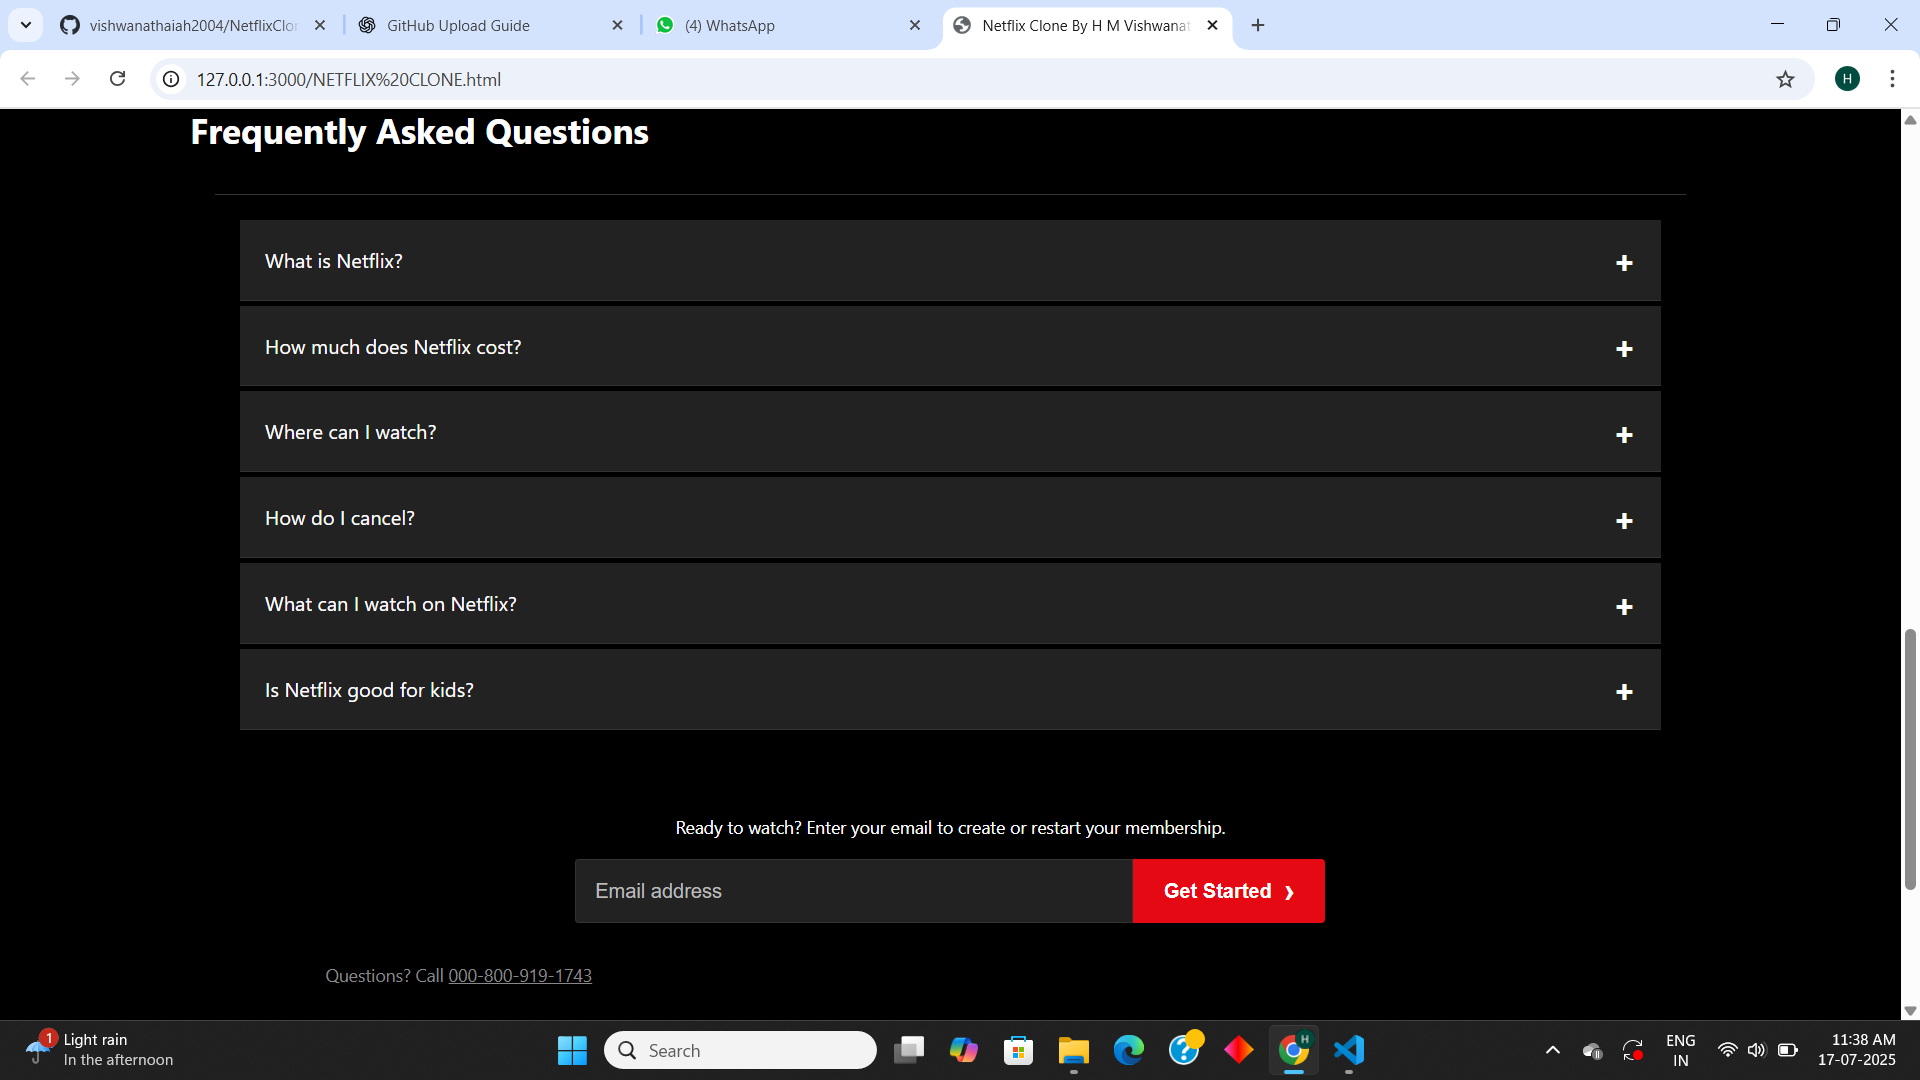 vishwanathaiah2004/NetflixClo
GitHub Upload Guide
(4) WhatsApp
Netflix Clone By H M Vishwanat
127.0.0.1:3000/NETFLIX%20CLONE.html
H
Frequently Asked Questions
What is Netflix? +
How much does Netflix cost? +
Where can I watch? +
How do I cancel? +
What can I watch on Netflix? +
Is Netflix good for kids? +
Ready to watch? Enter your email to create or restart your membership.
Email address
Get Started ›
Questions? Call 000-800-919-1743
1
Light rain
In the afternoon
Search
H
ENG
IN
11:38 AM
17-07-2025